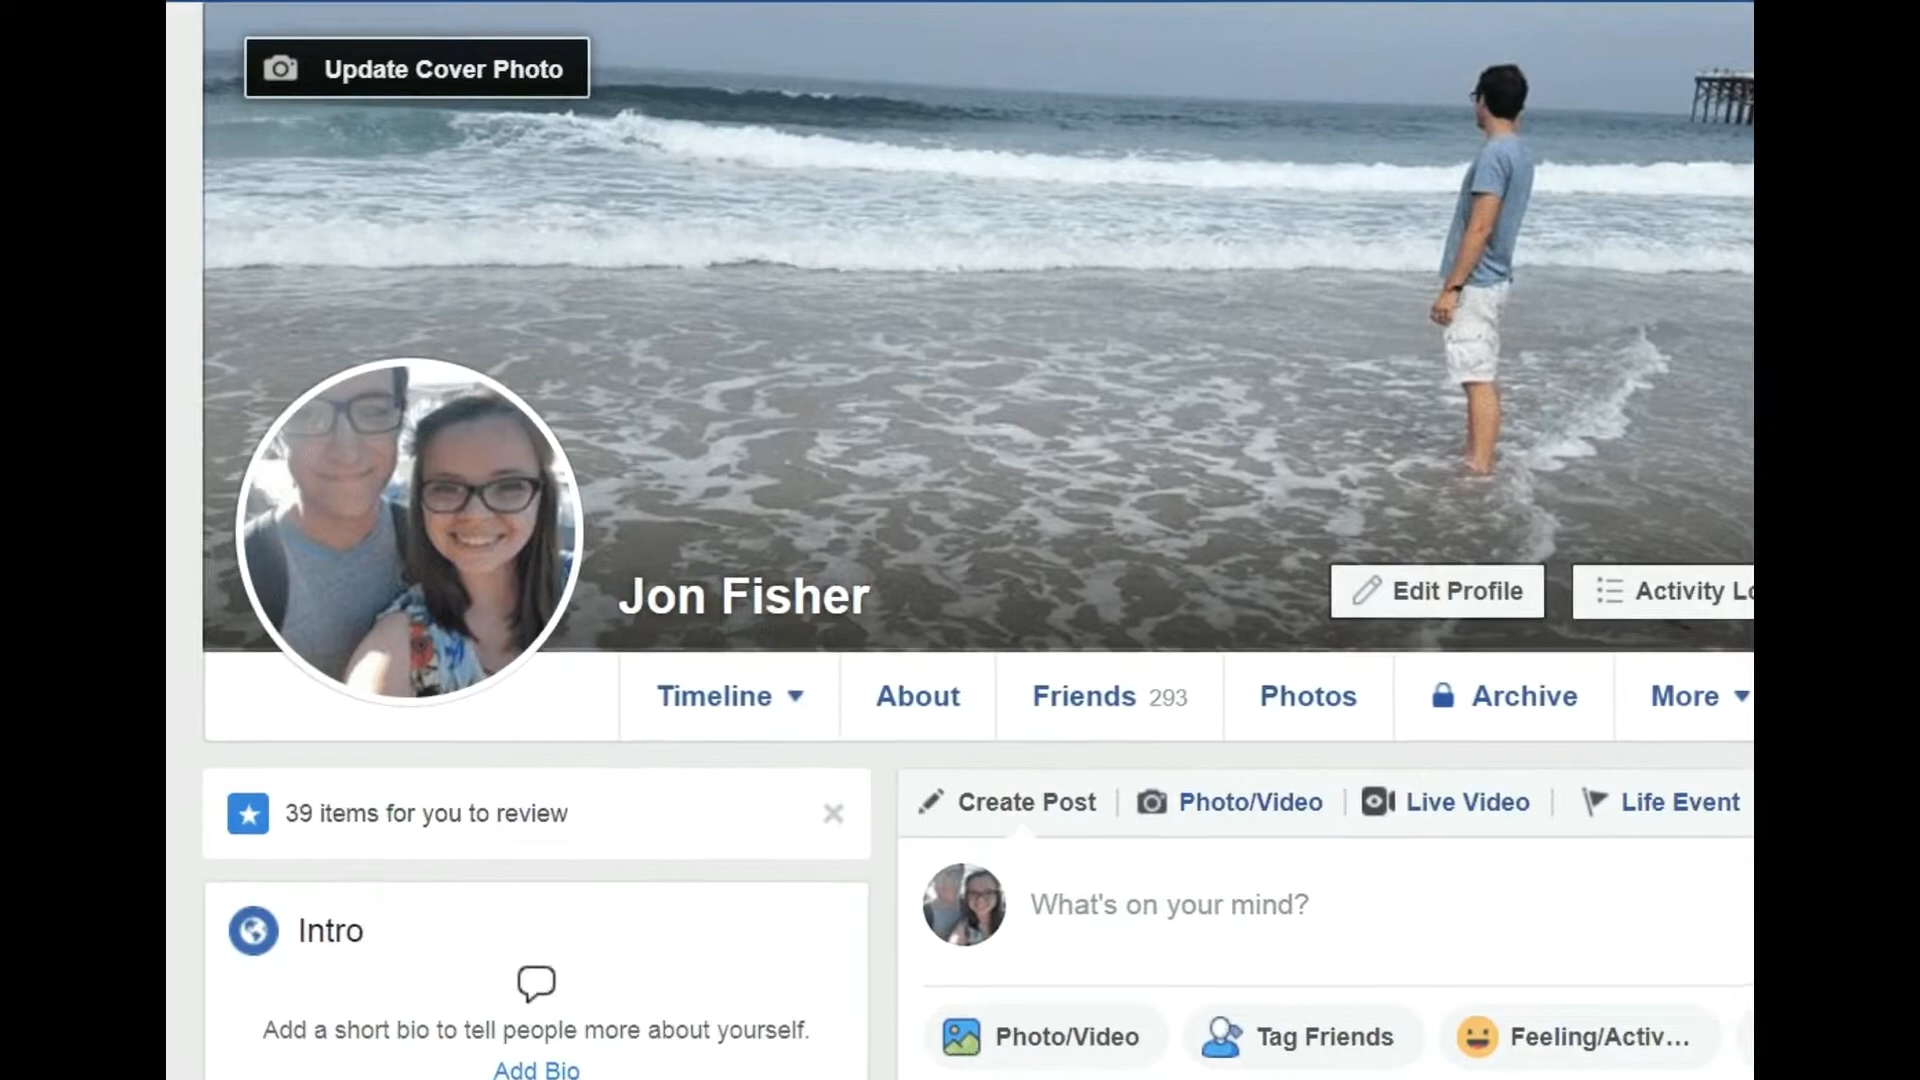 Update Cover Photo
Jon Fisher
Edit Profile
Activity Lo
Timeline
About
Friends 293
Photos
Archive
More
39 items for you to review
Create Post
Photo/Video
Live Video
Life Event
What's on your mind?
Intro
Add a short bio to tell people more about yourself.
Add Bio
Photo/Video
Tag Friends
Feeling/Activ...